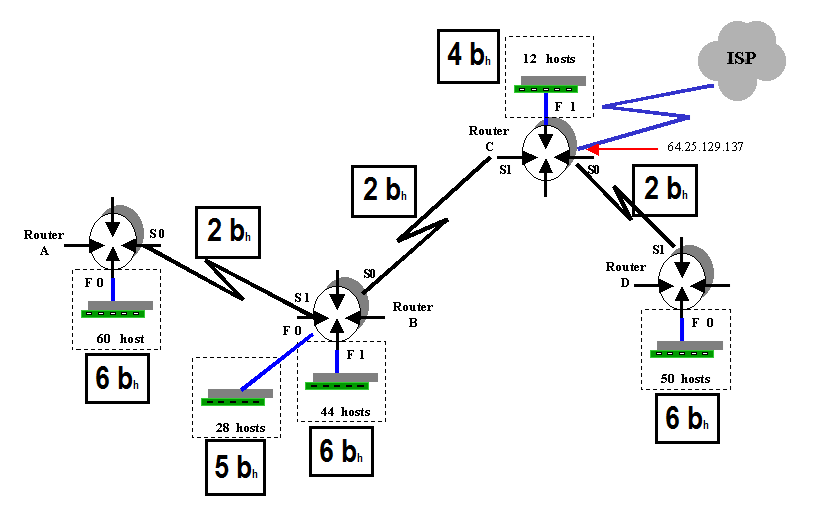 4 bh
12 hosts
ISP
F 1
Router
C
64.25.129.137
S1
S0
2 bh
2 bh
2 bh
Router
A
S0
S1
F 0
S0
Router
D
60 host
S1
Router
B
F 0
F 1
F 0
6 bh
50 hosts
28 hosts
44 hosts
6 bh
5 bh
6 bh